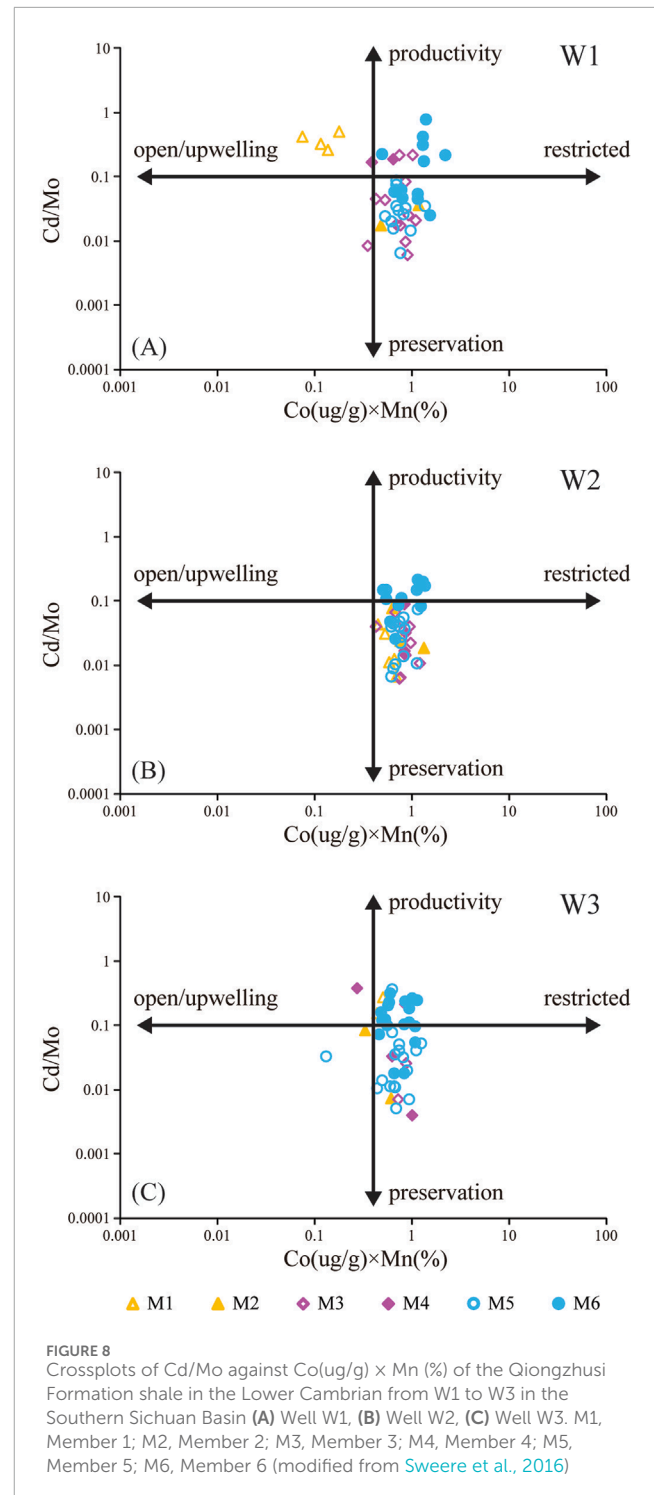 productivity
W1
10
1
0.1
0.01
0.001
0.0001
Cd/Mo
open/upwelling
restricted
preservation
(A)
0.001
0.01
0.1
1
10
100
Co(ug/g)×Mn(%)
productivity
W2
10
1
0.1
0.01
0.001
0.0001
Cd/Mo
open/upwelling
restricted
preservation
(B)
0.001
0.01
0.1
1
10
100
Co(ug/g)×Mn(%)
productivity
W3
10
1
0.1
0.01
0.001
0.0001
Cd/Mo
open/upwelling
restricted
preservation
(C)
0.001
0.01
0.1
1
10
100
Co(ug/g)×Mn(%)
M1 M2 M3 M4 M5 M6
FIGURE 8
Crossplots of Cd/Mo against Co(ug/g) × Mn (%) of the Qiongzhusi
Formation shale in the Lower Cambrian from W1 to W3 in the
Southern Sichuan Basin (A) Well W1, (B) Well W2, (C) Well W3. M1,
Member 1; M2, Member 2; M3, Member 3; M4, Member 4; M5,
Member 5; M6, Member 6 (modified from Sweere et al., 2016)